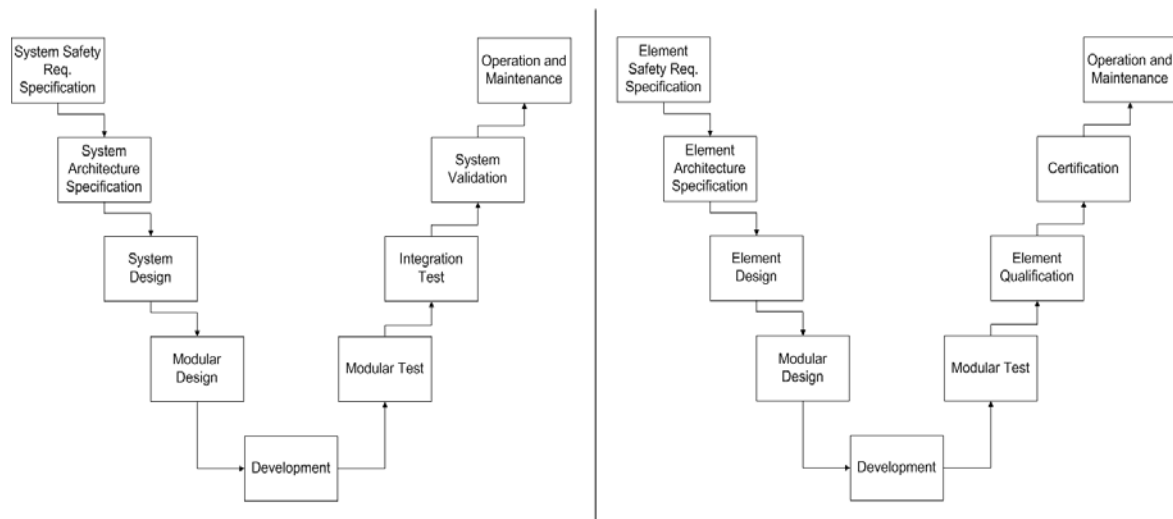 System Safety
Req.
Specification
System
Architecture
Specification
System
Design
Modular
Design
Development
Modular Test
Integration
Test
System
Validation
Operation and
Maintenance
Element
Safety Req.
Specification
Element
Architecture
Specification
Element
Design
Modular
Design
Development
Modular Test
Element
Qualification
Certification
Operation and
Maintenance